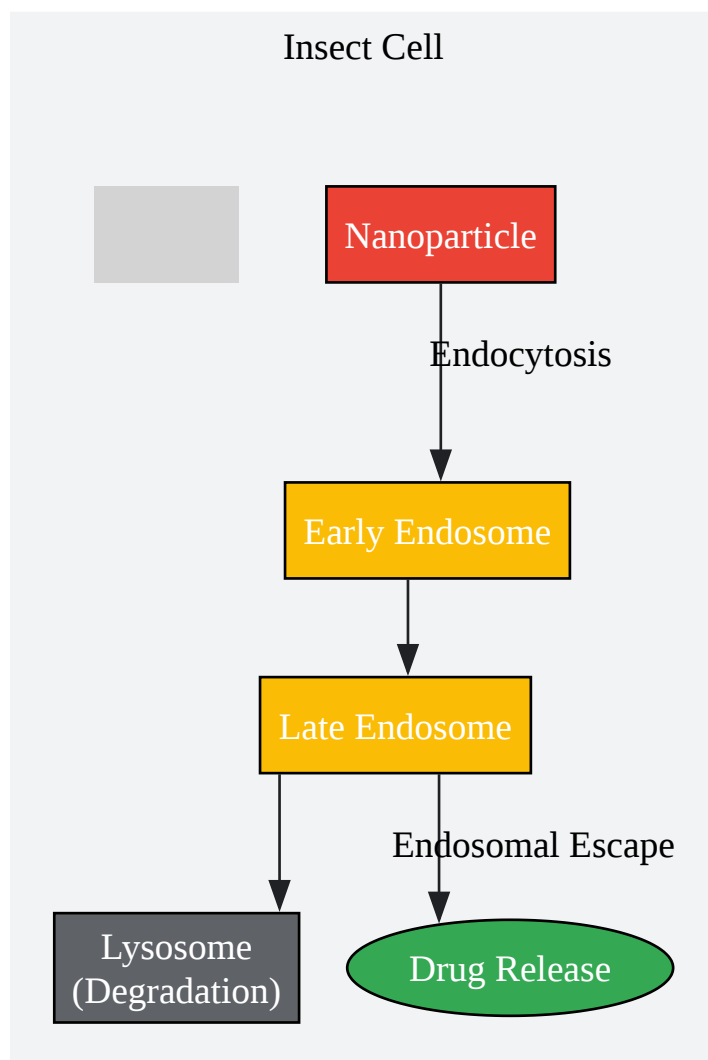 Insect Cell
Nanoparticle
Endocytosis
Early Endosome
Late Endosome
Endosomal Escape
Lysosome
(Degradation)
Drug Release